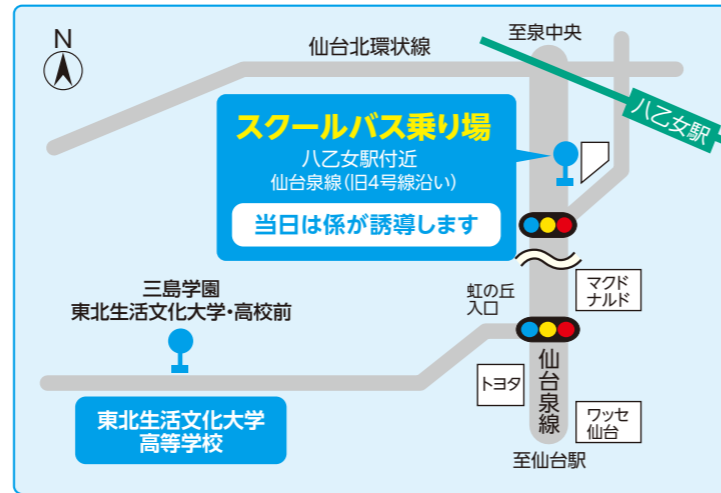 N
仙台北環状線
至泉中央
八乙女駅
スクールバス乗り場
八乙女駅付近
仙台泉線(旧4号線沿い)
当日は係が誘導します
三島学園
東北生活文化大学・高校前
虹の丘
入口
マクド
ナルド
トヨタ
仙台泉線
ワッセ
仙台
東北生活文化大学
高等学校
至仙台駅